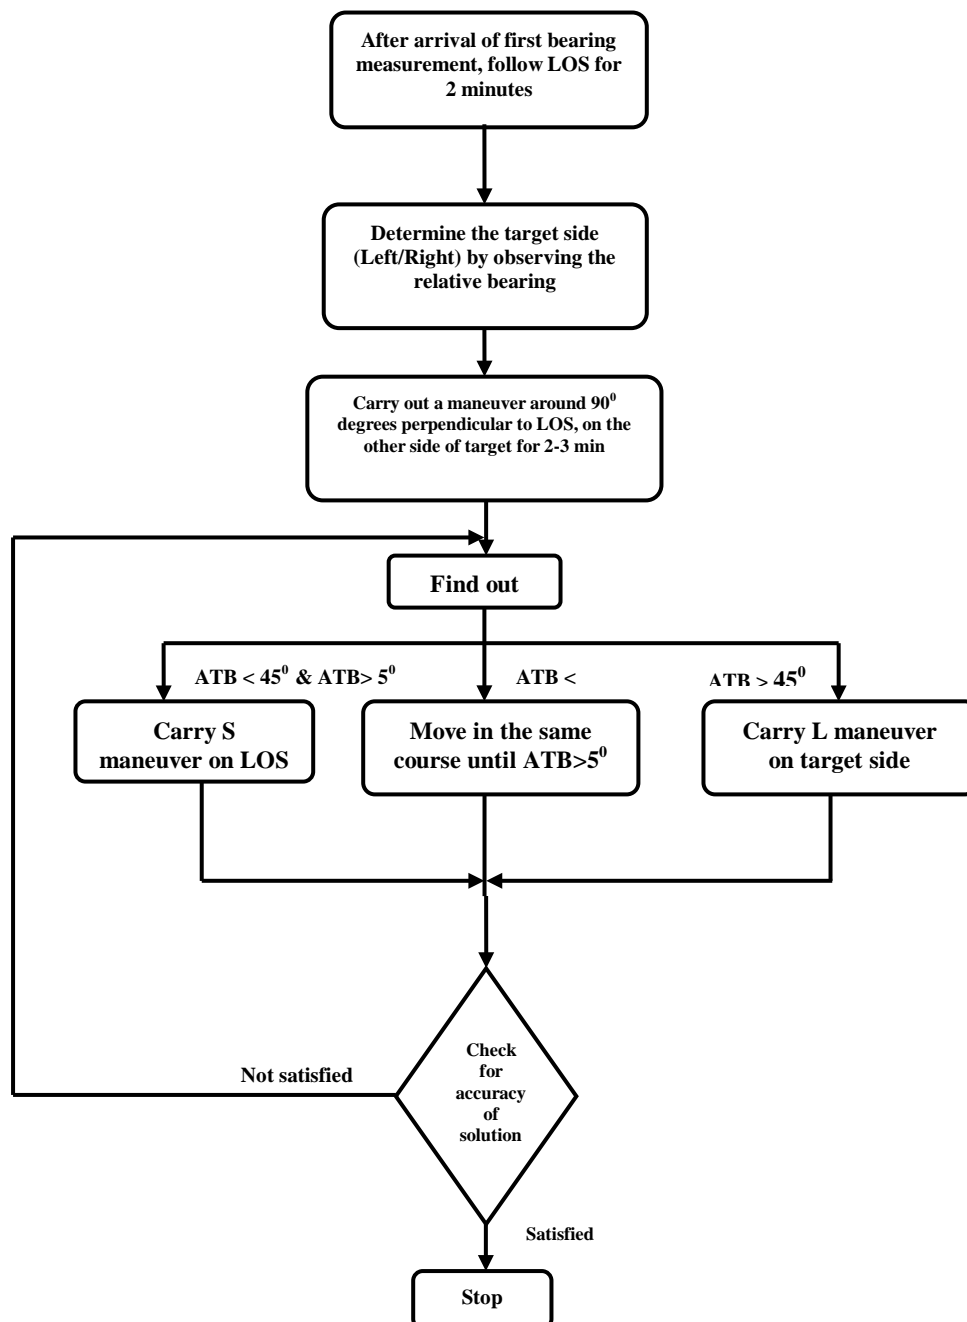 After arrival of first bearing
measurement, follow LOS for
2 minutes
Determine the target side
(Left/Right) by observing the
relative bearing
Carry out a maneuver around 90⁰
degrees perpendicular to LOS, on the
other side of target for 2-3 min
Find out
ATB < 45⁰ & ATB> 5⁰
ATB <
ATB > 45⁰
Carry S
maneuver on LOS
Move in the same
course until ATB>5⁰
Carry L maneuver
on target side
Check
for
accuracy
of
solution
Not satisfied
Satisfied
Stop